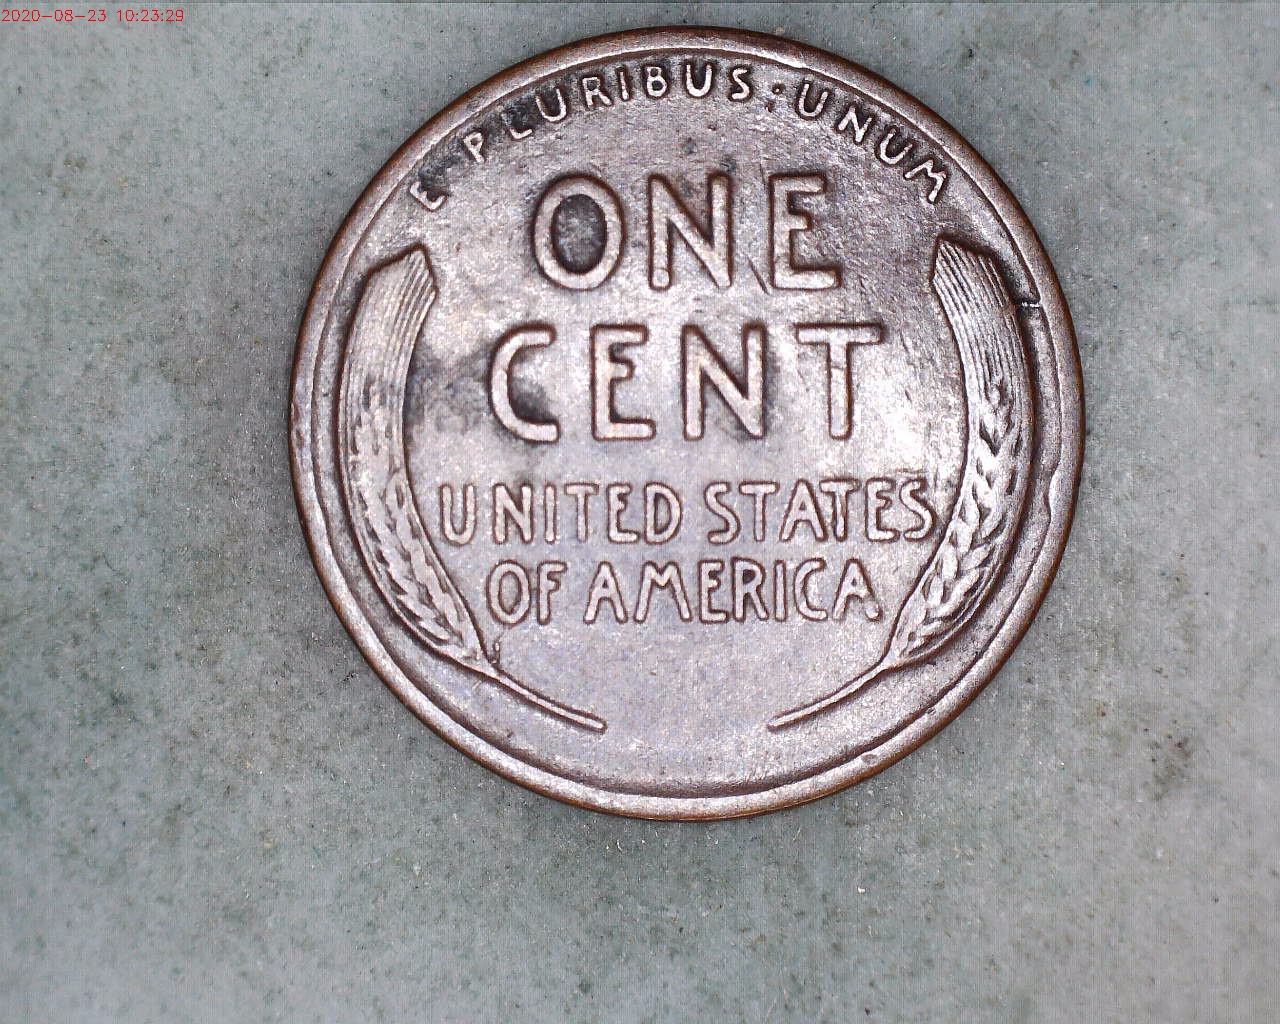 2020-08-23 10:23:29
E PLURIBUS·UNUM
ONE
CENT
UNITED STATES
OF AMERICA